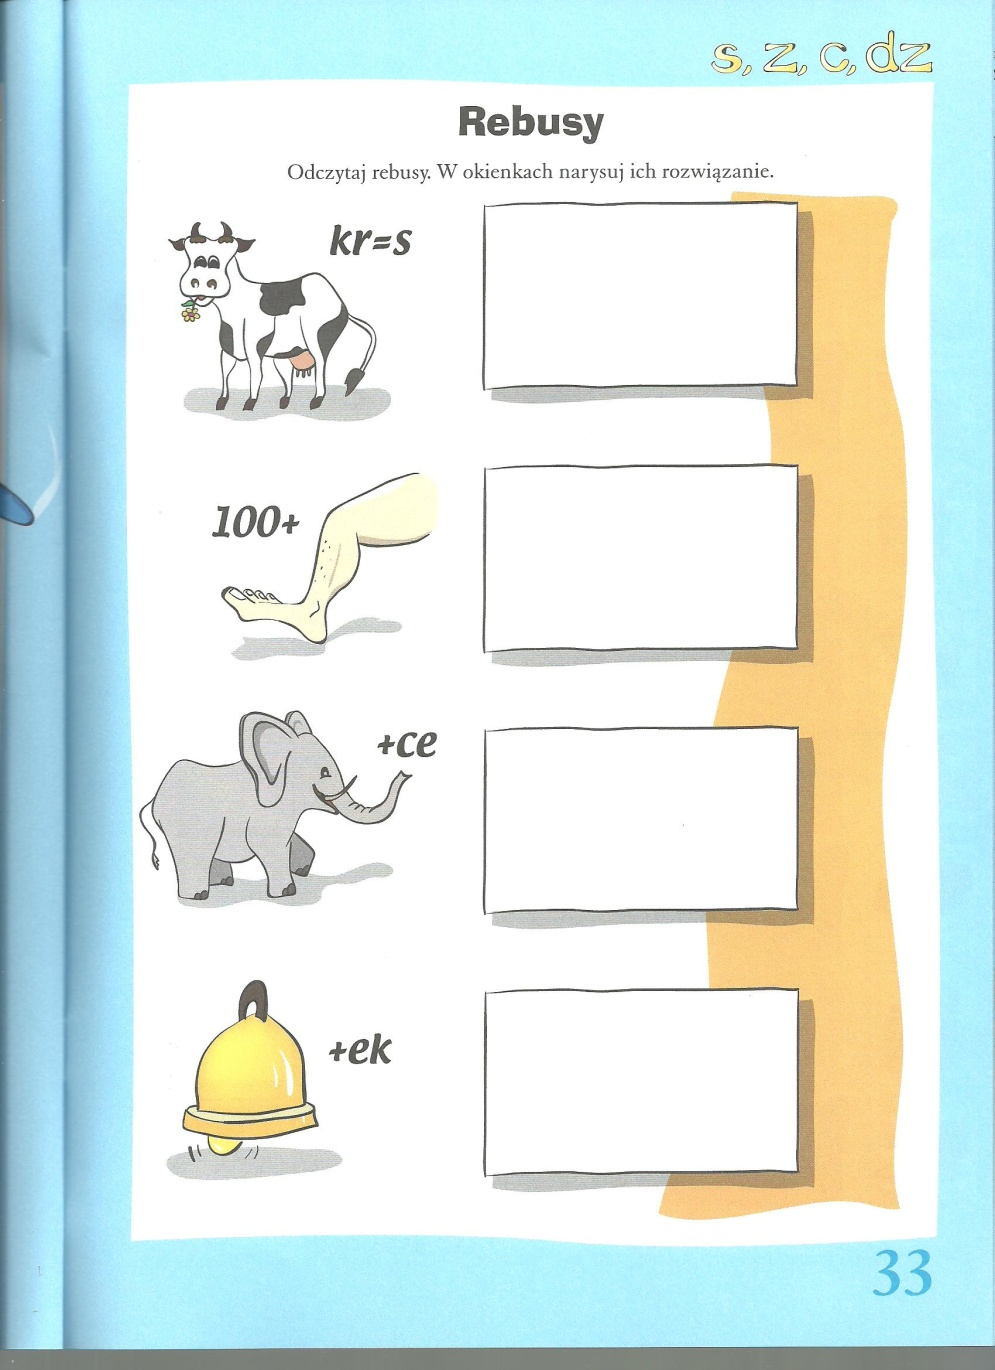 s, z, c, dz
Rebusy
Odczytaj rebusy. W okienkach narysuj ich rozwiązanie.
kr=s
100+
+ce
+ek
33